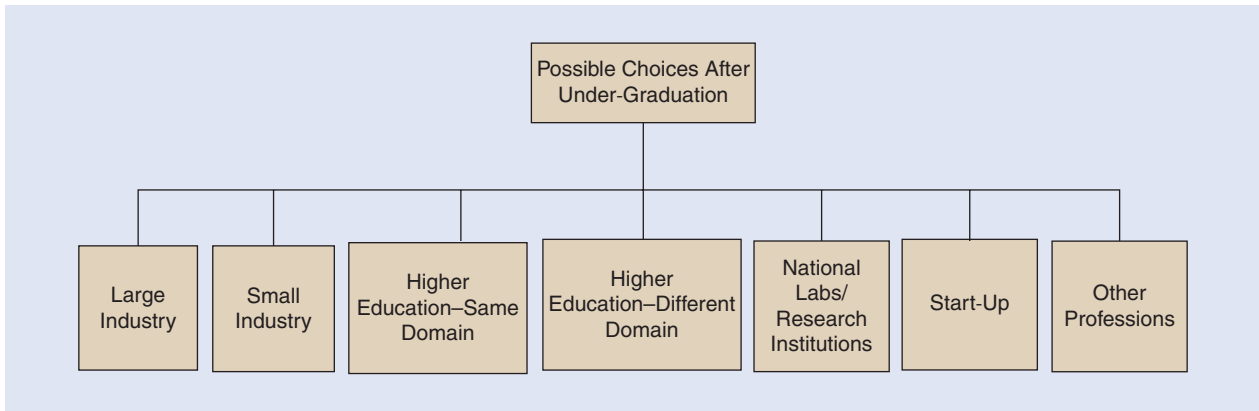 Possible Choices After
Under-Graduation
Large
Industry
Small
Industry
Higher
Education–Same
Domain
Higher
Education–Different
Domain
National
Labs/
Research
Institutions
Start-Up
Other
Professions